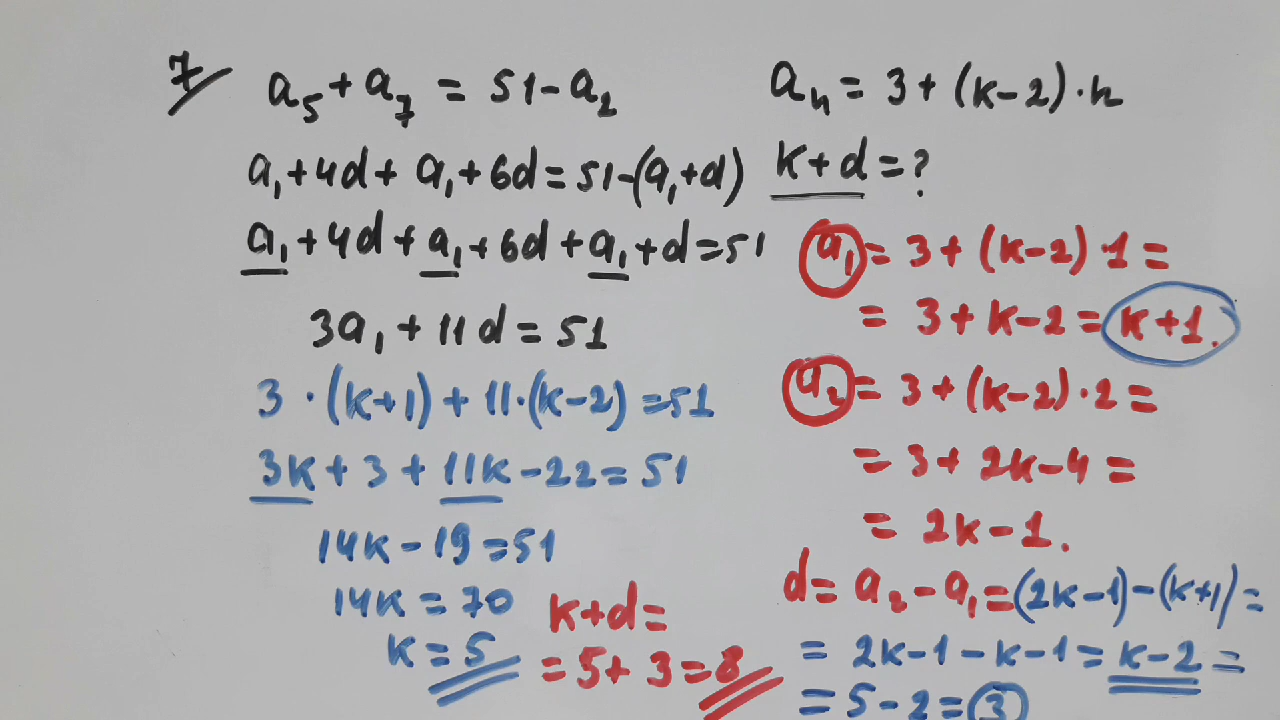 7
a₅+a₇ = 51-a₂
a₁+4d+ a₁+6d=51-(a₁+d)
a₁+4d+a₁+6d+a₁+d=51
3a₁+11d=51
3·(k+1)+11·(k-2)=51
3k+3+11k-22=51
14k-19=51
14k=70
k=5
k+d=
=5+3=8
aₙ=3+(k-2)·n
k+d=?
a₁=3+(k-2)·1=
=3+k-2=k+1.
a₂=3+(k-2)·2=
=3+2k-4=
=2k-1.
d=a₂-a₁=(2k-1)-(k+1)=
=2k-1-k-1=k-2=
=5-2=3